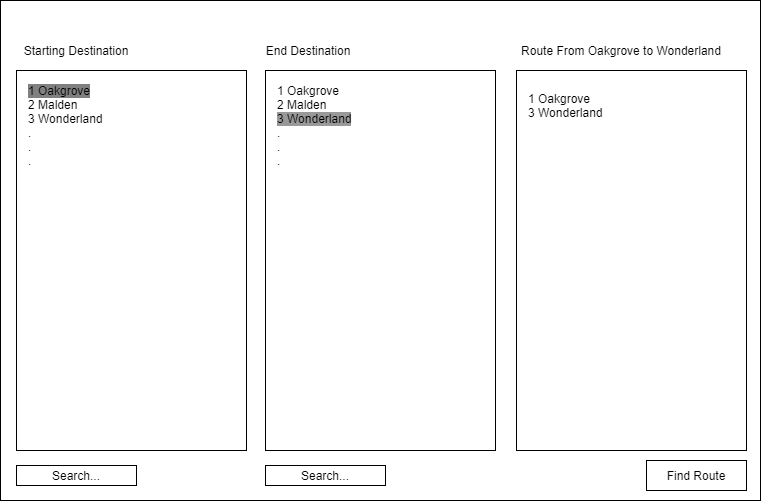 Starting Destination
1 Oakgrove
2 Malden
3 Wonderland
.
.
.
Search...
End Destination
1 Oakgrove
2 Malden
3 Wonderland
.
.
.
Search...
Route From Oakgrove to Wonderland
1 Oakgrove
3 Wonderland
Find Route